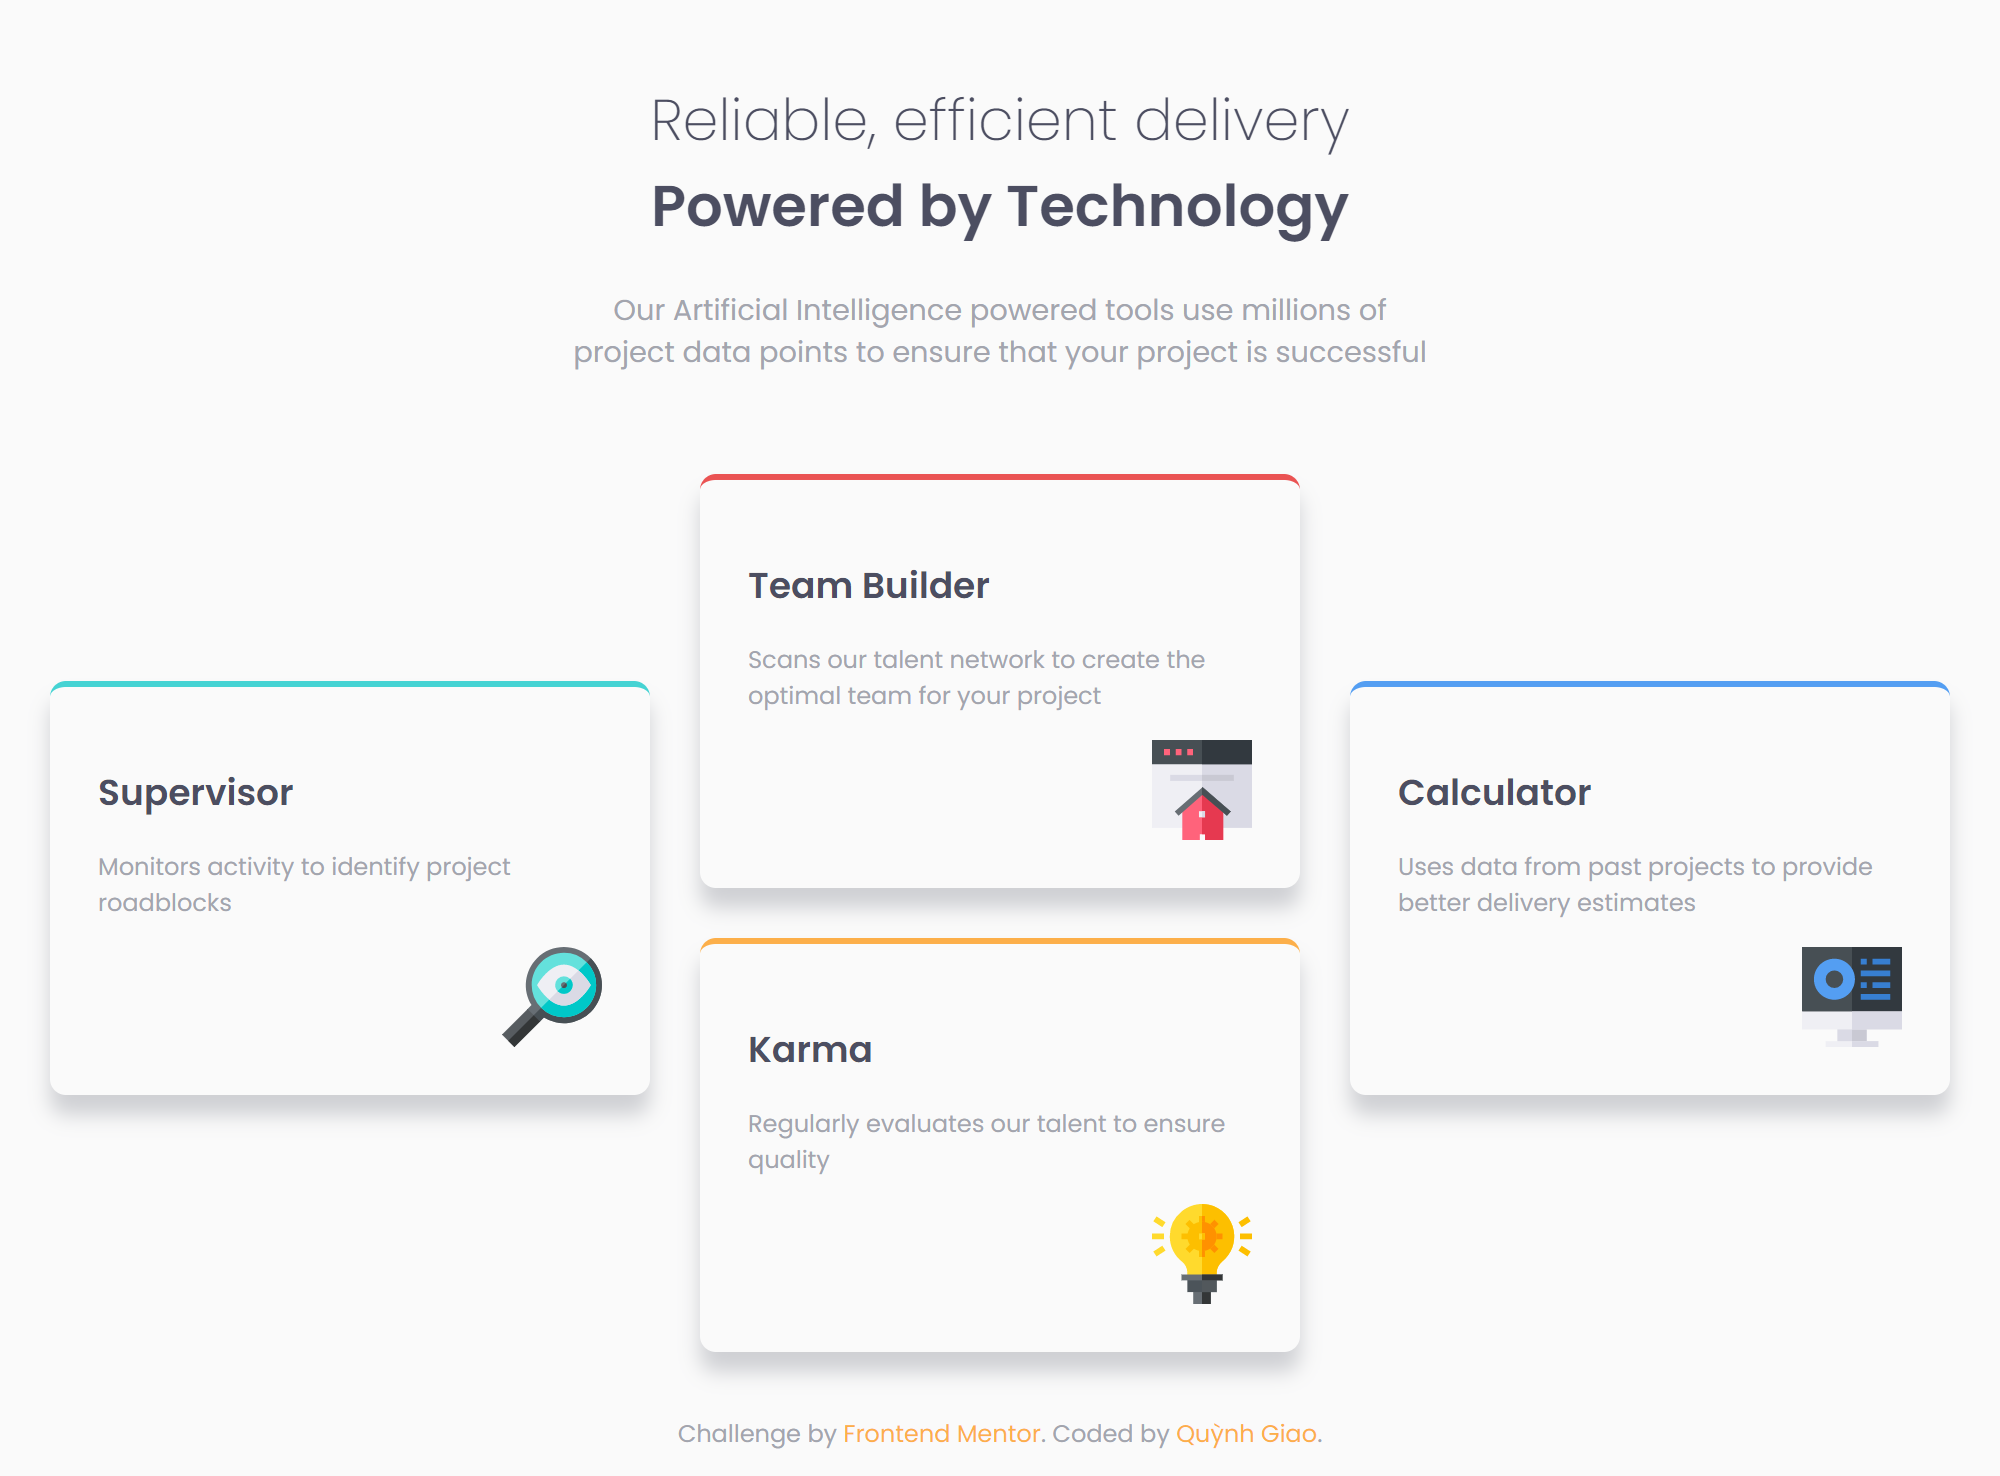 Reliable, efficient delivery
Powered by Technology
Our Artificial Intelligence powered tools use millions of
project data points to ensure that your project is successful
Supervisor
Monitors activity to identify project
roadblocks
Team Builder
Scans our talent network to create the
optimal team for your project
Karma
Regularly evaluates our talent to ensure
quality
Calculator
Uses data from past projects to provide
better delivery estimates
Challenge by Frontend Mentor. Coded by Quỳnh Giao.